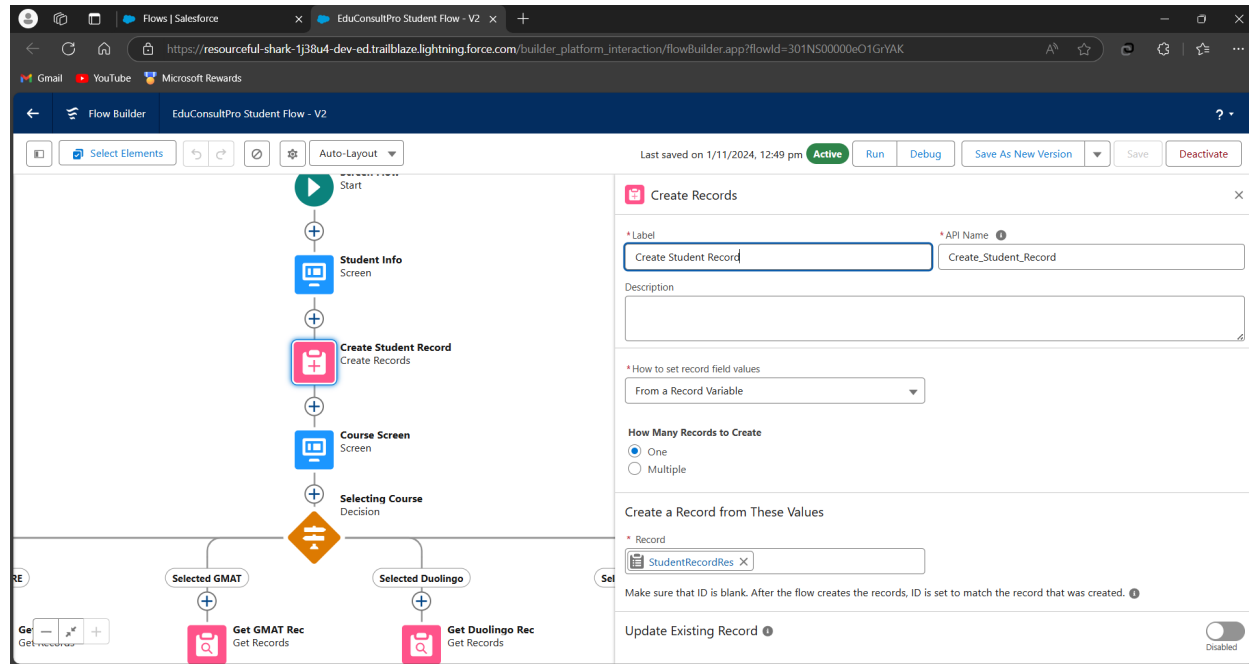 Flows | Salesforce
EduConsultPro Student Flow - V2
https://resourceful-shark-1j38u4-dev-ed.trailblaze.lightning.force.com/builder_platform_interaction/flowBuilder.app?flowId=301NS00000eO1GrYAK
Gmail
YouTube
Microsoft Rewards
Flow Builder
EduConsultPro Student Flow - V2
?
Select Elements
Auto-Layout
Last saved on 1/11/2024, 12:49 pm
Active
Run
Debug
Save As New Version
Save
Deactivate
Start
Student Info
Screen
Create Student Record
Create Records
Course Screen
Screen
Selecting Course
Decision
Selected GMAT
Selected Duolingo
Get GMAT Rec
Get Records
Get Duolingo Rec
Get Records
Create Records
* Label
Create Student Record
* API Name
Create_Student_Record
Description
* How to set record field values
From a Record Variable
How Many Records to Create
One
Multiple
Create a Record from These Values
* Record
StudentRecordRes
Make sure that ID is blank. After the flow creates the records, ID is set to match the record that was created.
Update Existing Record
Disabled